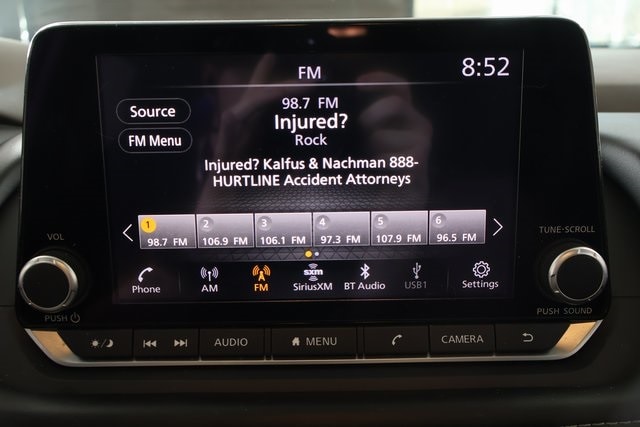 FM
8:52
98.7 FM
Source
Injured?
FM Menu
Rock
Injured? Kalfus & Nachman 888-
HURTLINE Accident Attorneys
VOL
TUNE·SCROLL
1 2 3 4 5 6
98.7 FM 106.9 FM 106.1 FM 97.3 FM 107.9 FM 96.5 FM
sxm
Phone AM FM SiriusXM BT Audio USB1 Settings
PUSH
PUSH SOUND
AUDIO MENU CAMERA